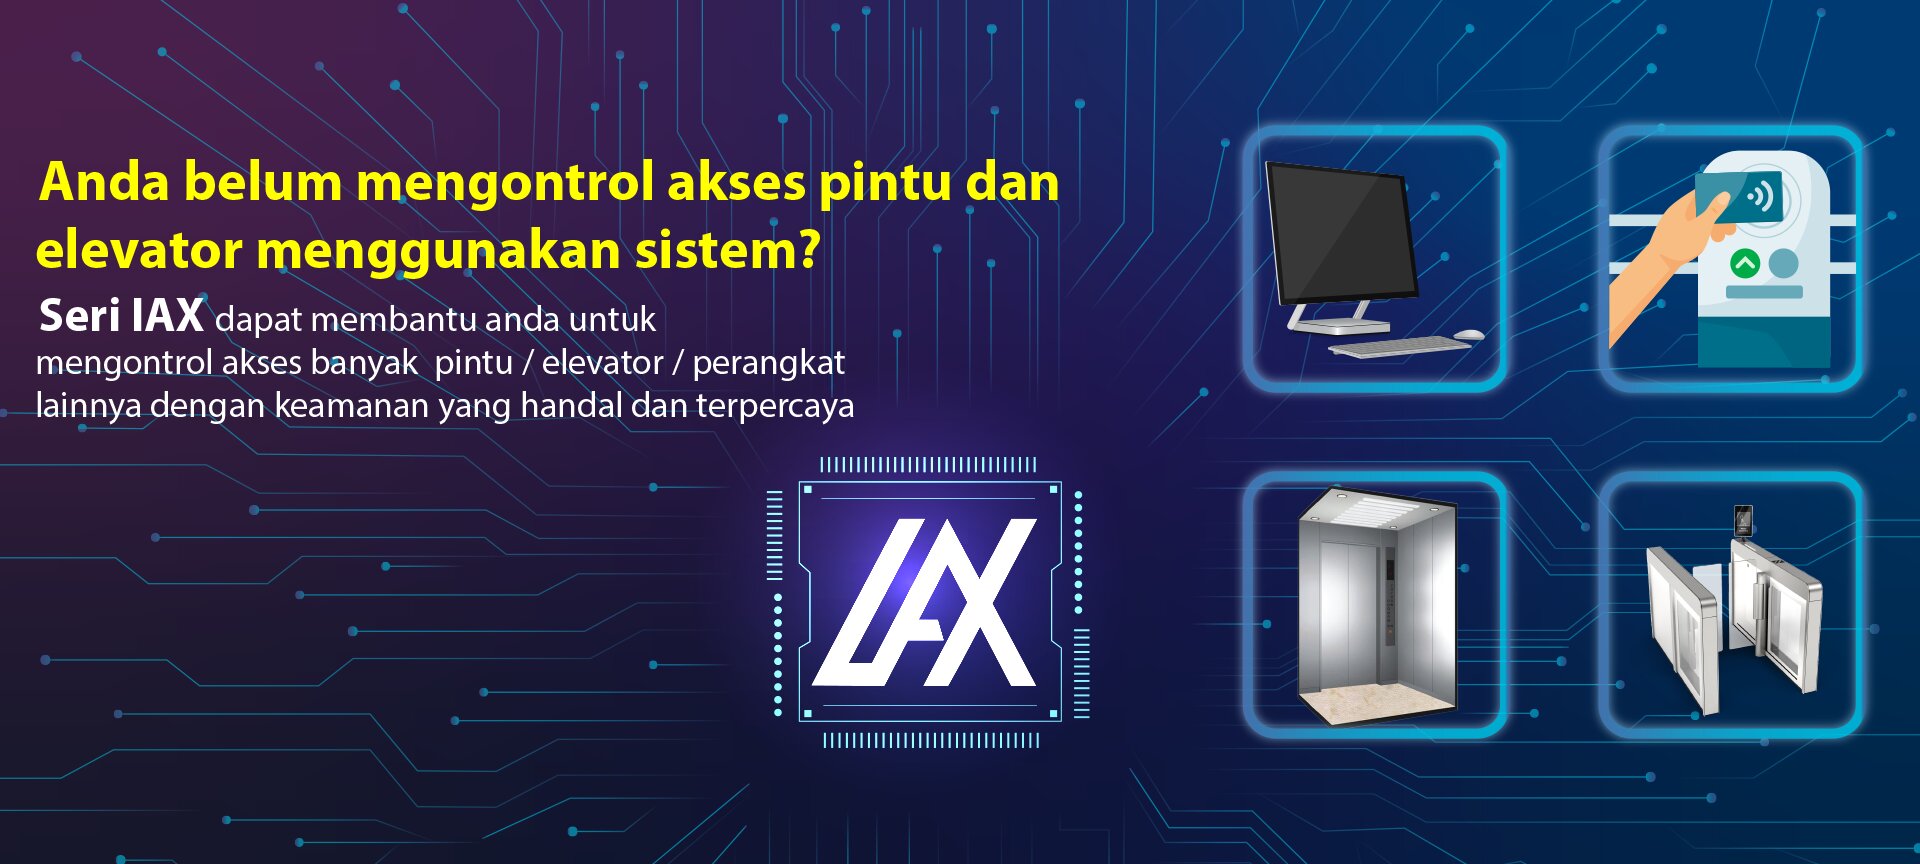 Anda belum mengontrol akses pintu dan
elevator menggunakan sistem?
Seri IAX dapat membantu anda untuk
mengontrol akses banyak pintu / elevator / perangkat
lainnya dengan keamanan yang handal dan terpercaya
IAX